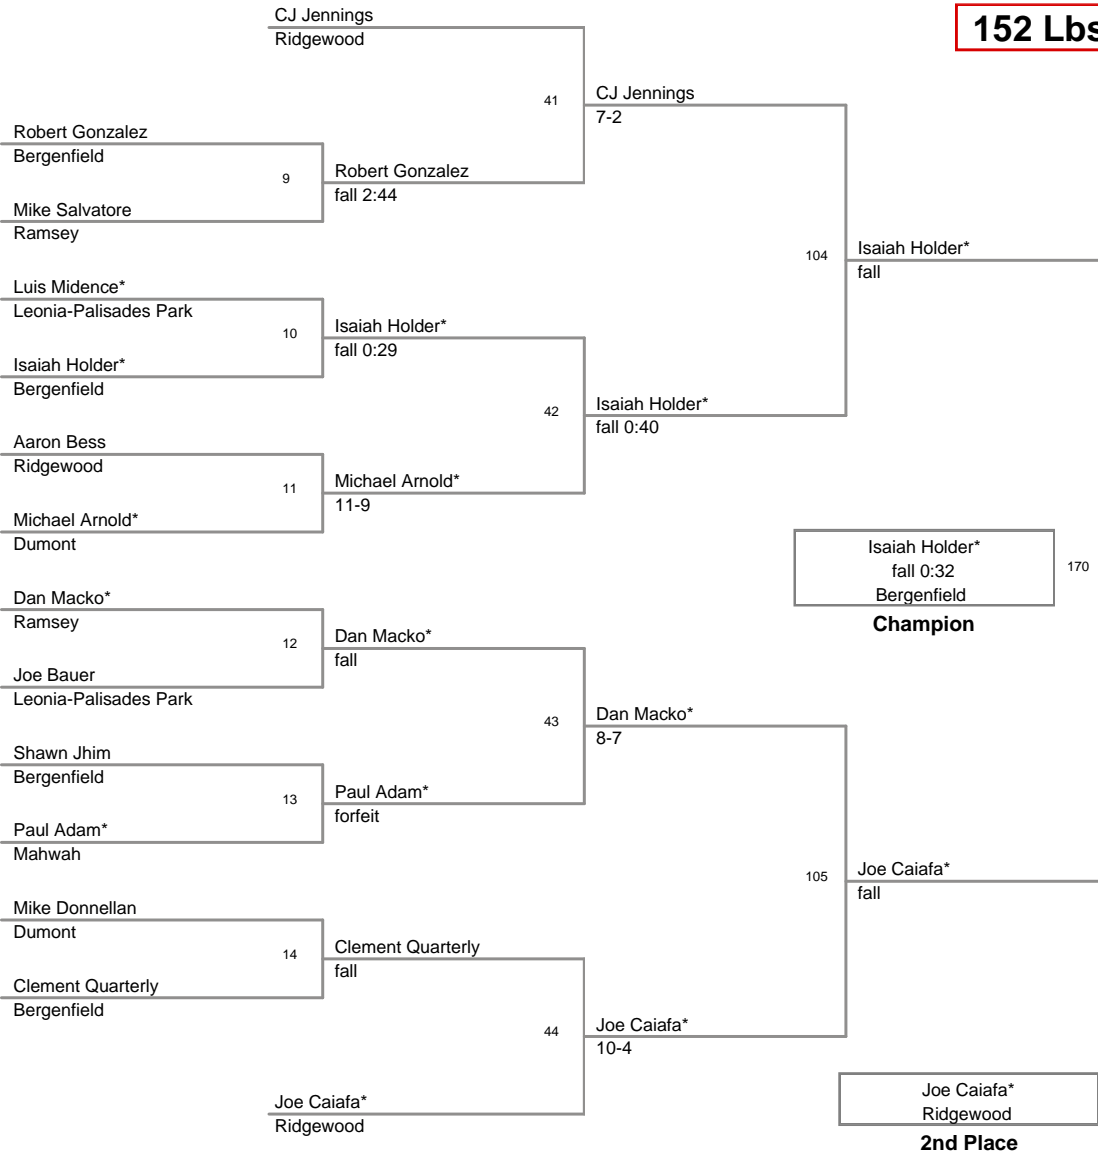 CJ Jennings
Ridgewood
152 Lbs
41
CJ Jennings
7-2
Robert Gonzalez
Bergenfield
9
Robert Gonzalez
fall 2:44
Mike Salvatore
Ramsey
104
Isaiah Holder*
fall
Luis Midence*
Leonia-Palisades Park
10
Isaiah Holder*
fall 0:29
Isaiah Holder*
Bergenfield
42
Isaiah Holder*
fall 0:40
Aaron Bess
Ridgewood
11
Michael Arnold*
11-9
Michael Arnold*
Dumont
Isaiah Holder*
fall 0:32
Bergenfield
170
Champion
Dan Macko*
Ramsey
12
Dan Macko*
fall
Joe Bauer
Leonia-Palisades Park
43
Dan Macko*
8-7
Shawn Jhim
Bergenfield
13
Paul Adam*
forfeit
Paul Adam*
Mahwah
105
Joe Caiafa*
fall
Mike Donnellan
Dumont
14
Clement Quarterly
fall
Clement Quarterly
Bergenfield
44
Joe Caiafa*
10-4
Joe Caiafa*
Ridgewood
Joe Caiafa*
Ridgewood
2nd Place